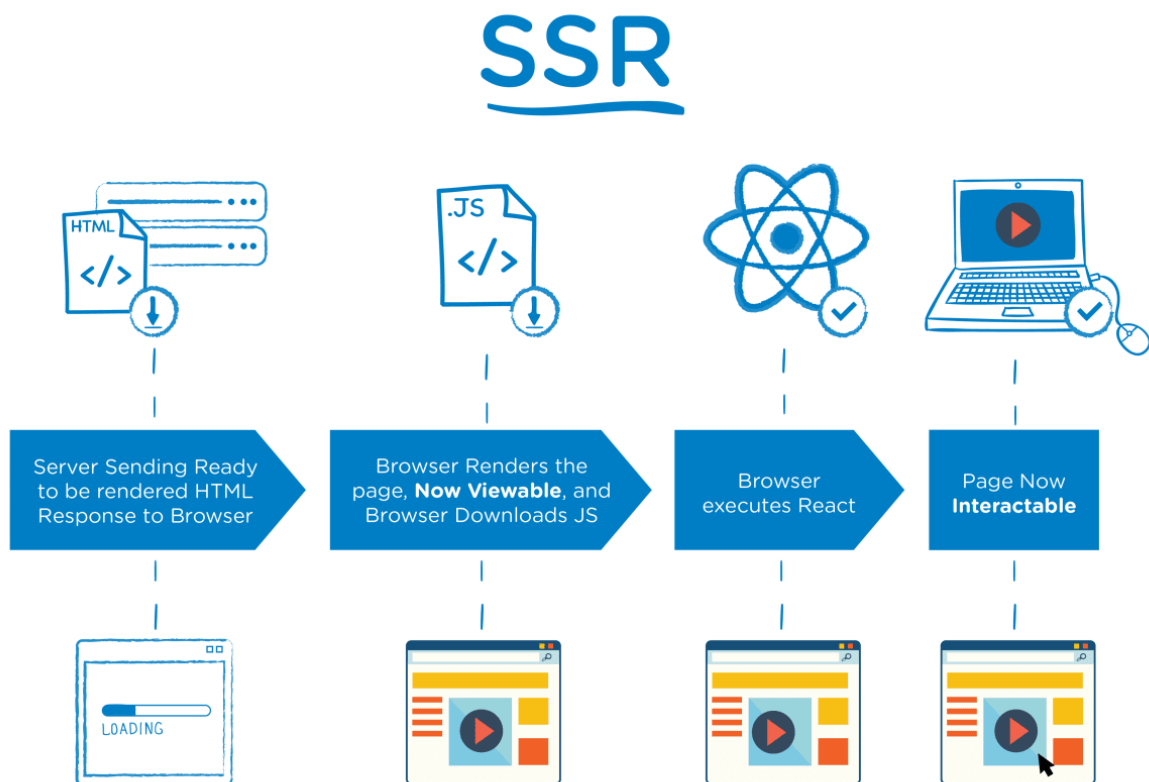 SSR
HTML
</>
.JS
</>
Server Sending Ready
to be rendered HTML
Response to Browser
Browser Renders the
page, Now Viewable, and
Browser Downloads JS
Browser
executes React
Page Now
Interactable
LOADING